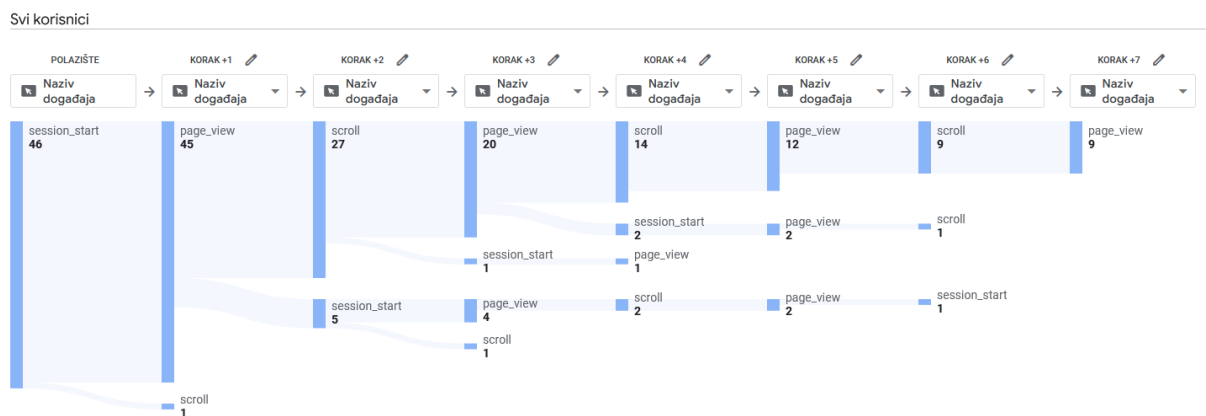 Svi korisnici
POLAZIŠTE
KORAK +1
KORAK +2
KORAK +3
KORAK +4
KORAK +5
KORAK +6
KORAK +7
Naziv
događaja
Naziv
događaja
Naziv
događaja
Naziv
događaja
Naziv
događaja
Naziv
događaja
Naziv
događaja
Naziv
događaja
session_start
46
page_view
45
scroll
27
page_view
20
scroll
14
page_view
12
scroll
9
page_view
9
session_start
2
page_view
2
scroll
1
session_start
1
page_view
1
session_start
5
page_view
4
scroll
2
page_view
2
session_start
1
scroll
1
scroll
1